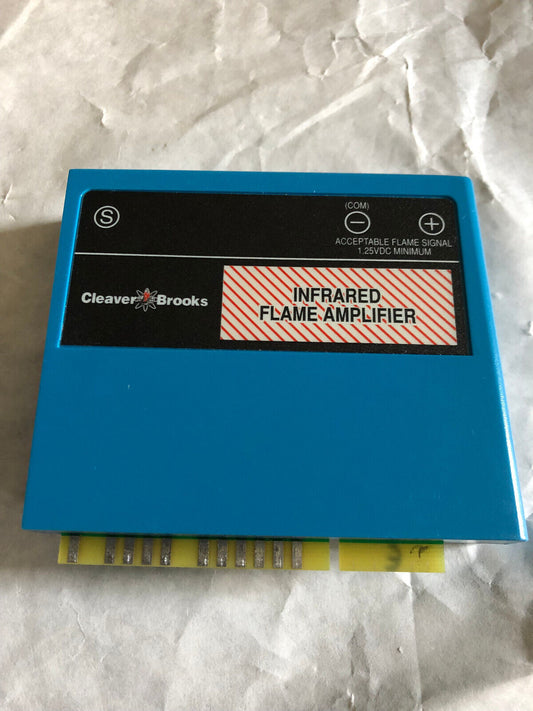 S
(COM)
− +
ACCEPTABLE FLAME SIGNAL
1.25VDC MINIMUM
Cleaver Brooks
INFRARED
FLAME AMPLIFIER